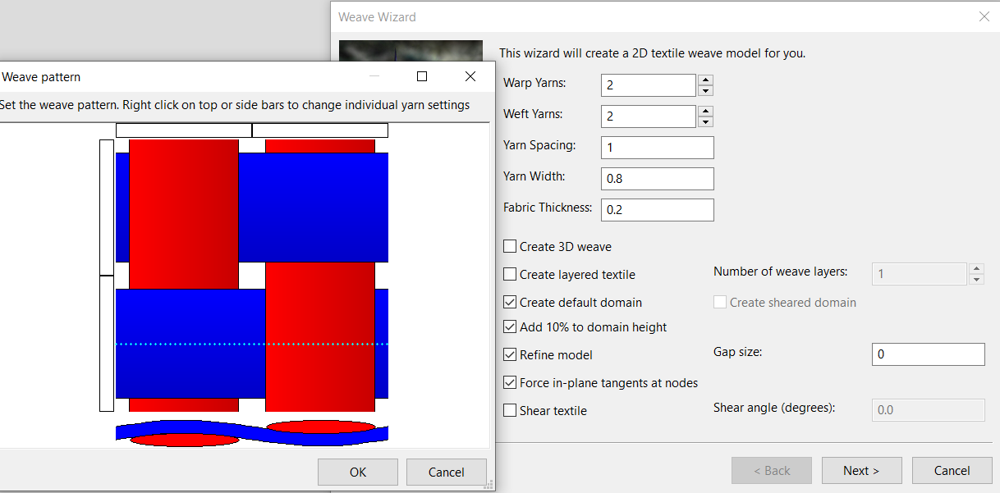 Weave Wizard
This wizard will create a 2D textile weave model for you.
Warp Yarns: 2
Weft Yarns: 2
Yarn Spacing: 1
Yarn Width: 0.8
Fabric Thickness: 0.2
Create 3D weave
Create layered textile
Number of weave layers: 1
Create default domain
Create sheared domain
Add 10% to domain height
Refine model
Gap size: 0
Force in-plane tangents at nodes
Shear textile
Shear angle (degrees): 0.0
< Back
Next >
Cancel
Weave pattern
Set the weave pattern. Right click on top or side bars to change individual yarn settings
OK
Cancel